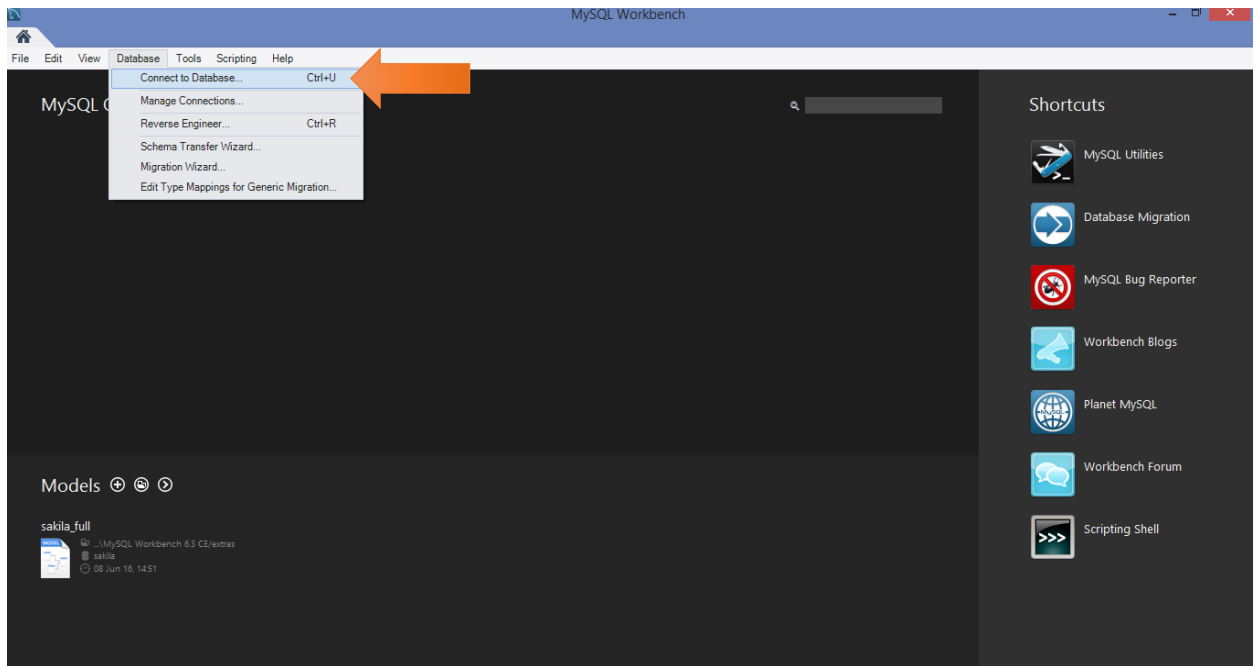 MySQL Workbench
File Edit View Database Tools Scripting Help
Connect to Database... Ctrl+U
Manage Connections...
Reverse Engineer... Ctrl+R
Schema Transfer Wizard...
Migration Wizard...
Edit Type Mappings for Generic Migration...
MySQL
Shortcuts
MySQL Utilities
Database Migration
MySQL Bug Reporter
Workbench Blogs
Planet MySQL
Workbench Forum
Scripting Shell
Models
sakila_full
MODEL
...\MySQL Workbench 6.3 CE/extras
sakila
08 Jun 16, 14:51